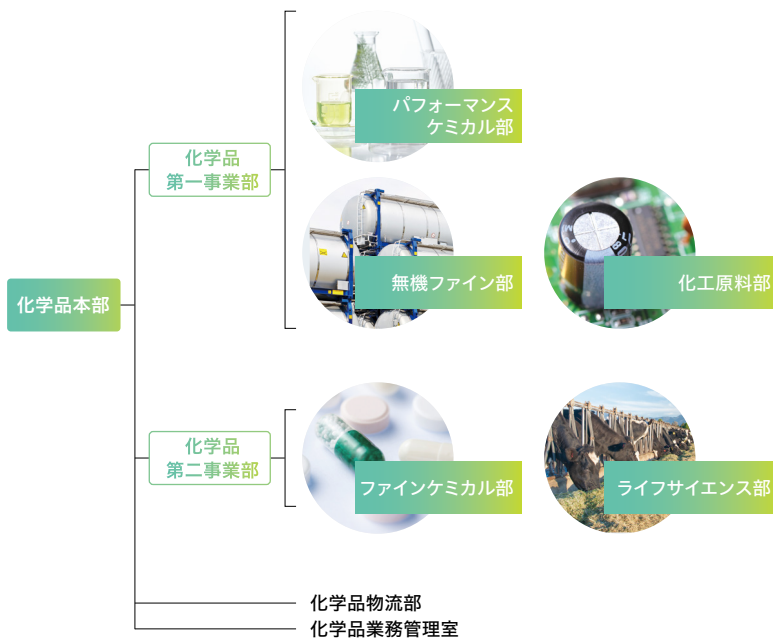 化学品本部
化学品
第一事業部
パフォーマンス
ケミカル部
無機ファイン部
化工原料部
化学品
第二事業部
ファインケミカル部
ライフサイエンス部
化学品物流部
化学品業務管理室